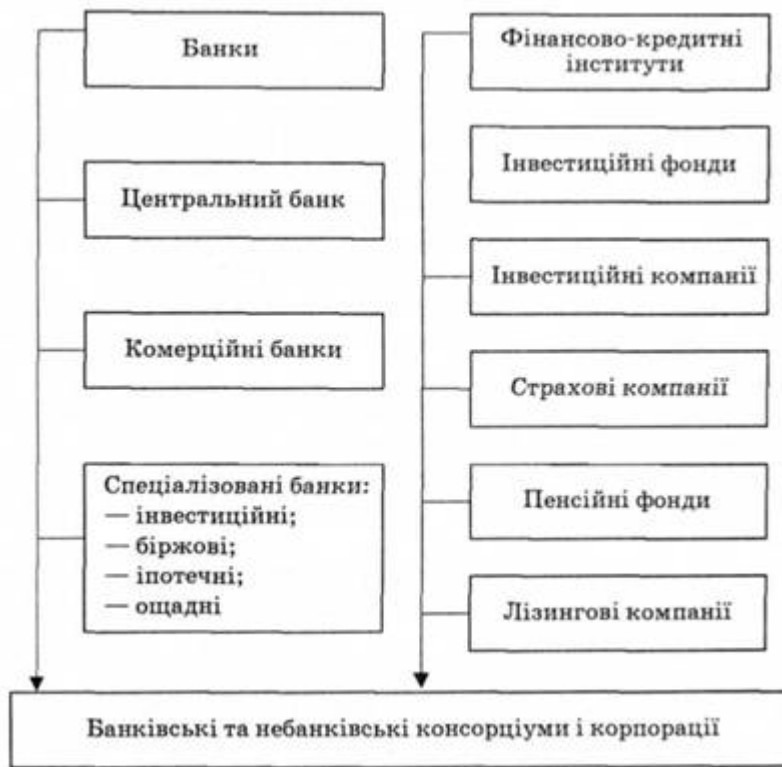 Банки
Центральний банк
Комерційні банки
Спеціалізовані банки:
— інвестиційні;
— біржові;
— іпотечні;
— ощадні
Фінансово-кредитні
інститути
Інвестиційні фонди
Інвестиційні компанії
Страхові компанії
Пенсійні фонди
Лізингові компанії
Банківські та небанківські консорціуми і корпорації